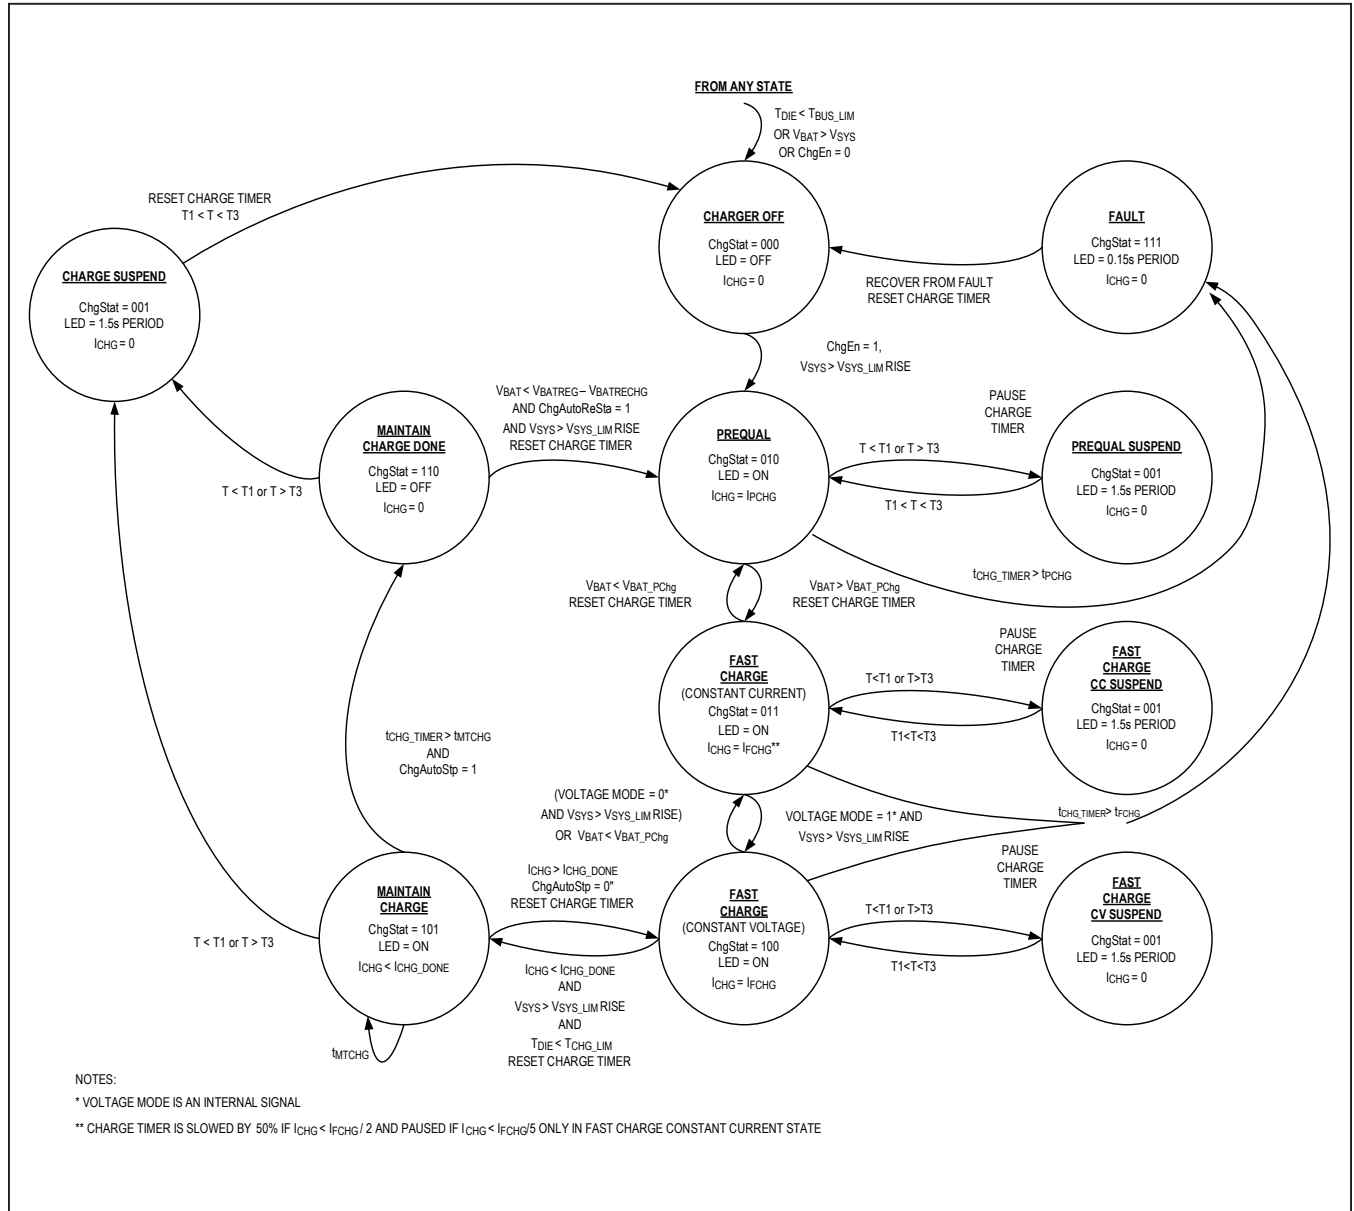 FROM ANY STATE
TDIE < TBUS_LIM
OR VBAT > VSYS
OR ChgEn = 0
RESET CHARGE TIMER
T1 < T < T3
CHARGE SUSPEND
ChgStat = 001
LED = 1.5s PERIOD
ICHG = 0
CHARGER OFF
ChgStat = 000
LED = OFF
ICHG = 0
FAULT
ChgStat = 111
LED = 0.15s PERIOD
ICHG = 0
RECOVER FROM FAULT
RESET CHARGE TIMER
ChgEn = 1,
VSYS > VSYS_LIM RISE
VBAT < VBATREG – VBATRECHG
AND ChgAutoReSta = 1
AND VSYS > VSYS_LIM RISE
RESET CHARGE TIMER
MAINTAIN
CHARGE DONE
ChgStat = 110
LED = OFF
ICHG = 0
T < T1 or T > T3
PREQUAL
ChgStat = 010
LED = ON
ICHG = IPCHG
T < T1 or T > T3
T1 < T < T3
PAUSE
CHARGE
TIMER
PREQUAL SUSPEND
ChgStat = 001
LED = 1.5s PERIOD
ICHG = 0
tCHG_TIMER > tPCHG
VBAT < VBAT_PChg
RESET CHARGE TIMER
VBAT > VBAT_PChg
RESET CHARGE TIMER
FAST
CHARGE
(CONSTANT CURRENT)
ChgStat = 011
LED = ON
ICHG = IFCHG**
T<T1 or T>T3
T1<T<T3
PAUSE
CHARGE
TIMER
FAST
CHARGE
CC SUSPEND
ChgStat = 001
LED = 1.5s PERIOD
ICHG = 0
tCHG_TIMER > tMTCHG
AND
ChgAutoStp = 1
(VOLTAGE MODE = 0*
AND VSYS > VSYS_LIM RISE)
OR VBAT < VBAT_PChg
VOLTAGE MODE = 1* AND
VSYS > VSYS_LIM RISE
tCHG_TIMER > tFCHG
MAINTAIN
CHARGE
ChgStat = 101
LED = ON
ICHG < ICHG_DONE
T < T1 or T > T3
tMTCHG
ICHG > ICHG_DONE
ChgAutoStp = 0"
RESET CHARGE TIMER
ICHG < ICHG_DONE
AND
VSYS > VSYS_LIM RISE
AND
TDIE < TCHG_LIM
RESET CHARGE TIMER
FAST
CHARGE
(CONSTANT VOLTAGE)
ChgStat = 100
LED = ON
ICHG = IFCHG
T<T1 or T>T3
T1<T<T3
PAUSE
CHARGE
TIMER
FAST
CHARGE
CV SUSPEND
ChgStat = 001
LED = 1.5s PERIOD
ICHG = 0
NOTES:
* VOLTAGE MODE IS AN INTERNAL SIGNAL
** CHARGE TIMER IS SLOWED BY 50% IF ICHG < IFCHG / 2 AND PAUSED IF ICHG < IFCHG/5 ONLY IN FAST CHARGE CONSTANT CURRENT STATE